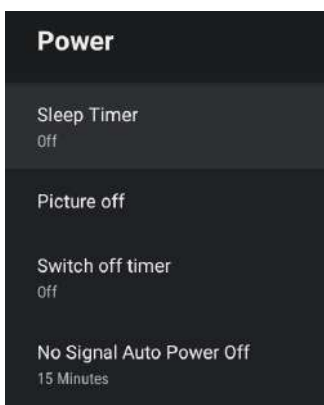 Power
Sleep Timer
Off
Picture off
Switch off timer
Off
No Signal Auto Power Off
15 Minutes